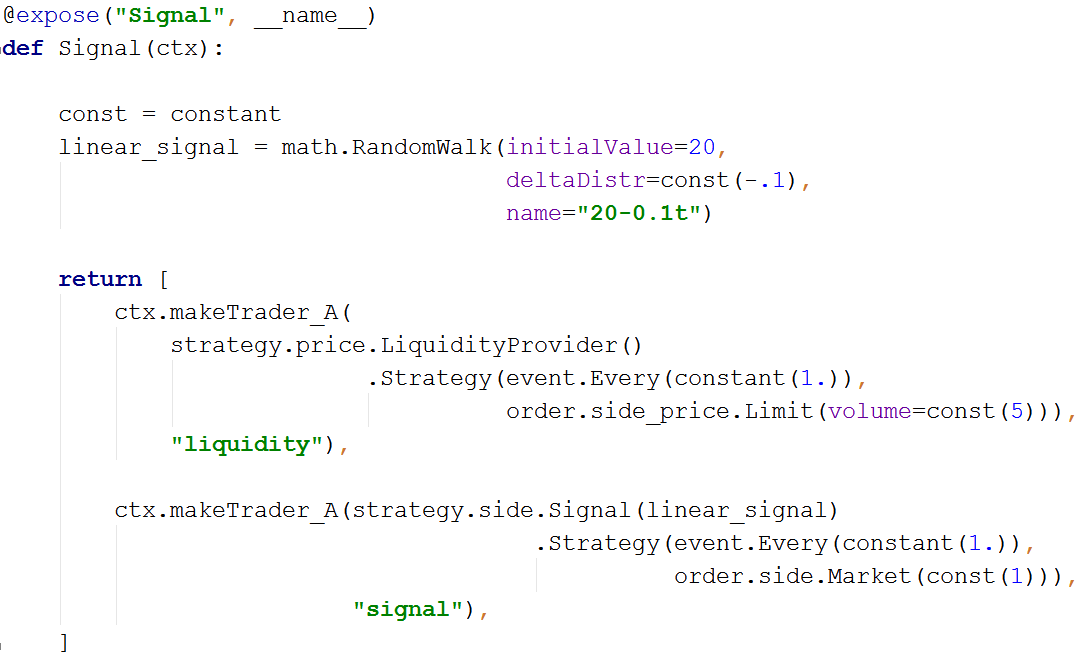 @expose("Signal", __name__)
def Signal(ctx):
const = constant
linear_signal = math.RandomWalk(initialValue=20,
deltaDistr=const(-.1),
name="20-0.1t")
return [
ctx.makeTrader_A(
strategy.price.LiquidityProvider()
.Strategy(event.Every(constant(1.)),
order.side_price.Limit(volume=const(5))),
"liquidity"),
ctx.makeTrader_A(strategy.side.Signal(linear_signal)
.Strategy(event.Every(constant(1.)),
order.side.Market(const(1))),
"signal"),
]